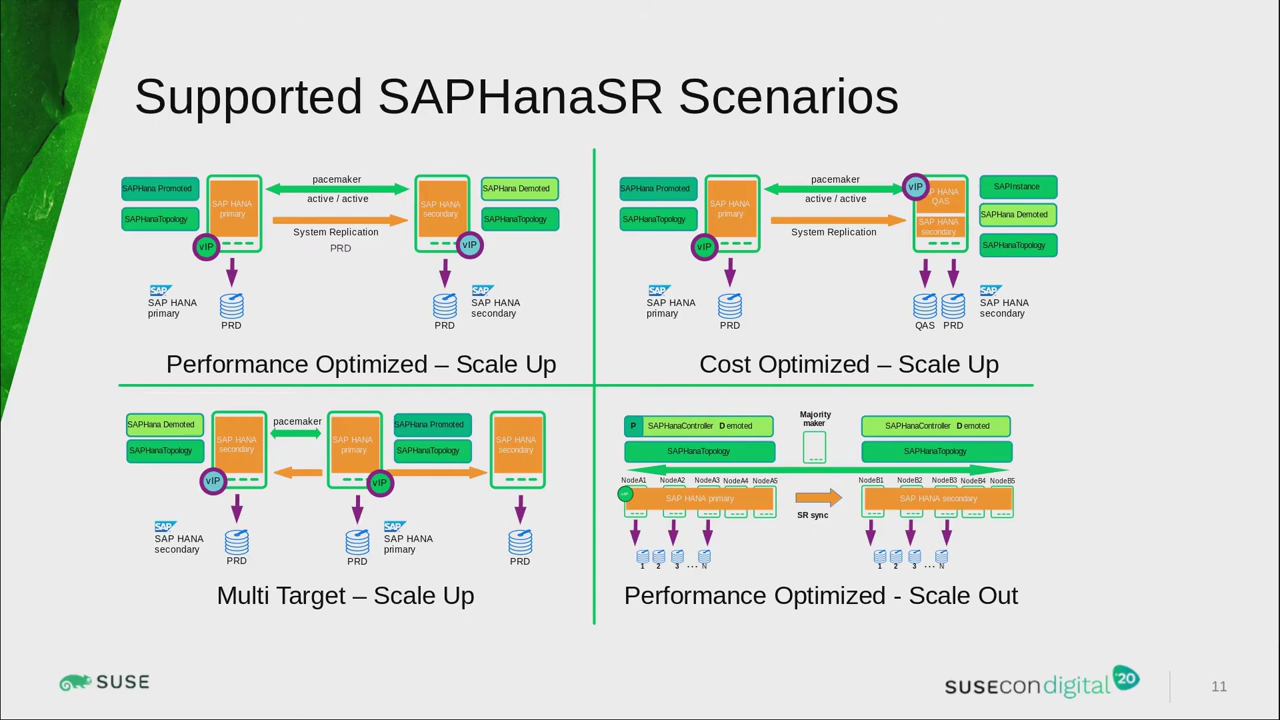 Supported SAPHanaSR Scenarios
SAPHana Promoted
SAPHanaTopology
SAP HANA
primary
vIP
pacemaker
active / active
System Replication
PRD
SAP HANA
secondary
vIP
SAPHana Demoted
SAPHanaTopology
SAP
SAP HANA
primary
PRD
PRD
SAP
SAP HANA
secondary
Performance Optimized – Scale Up
SAPHana Promoted
SAPHanaTopology
SAP HANA
primary
vIP
pacemaker
active / active
System Replication
vIP
P HANA
QAS
SAP HANA
secondary
SAPInstance
SAPHana Demoted
SAPHanaTopology
SAP
SAP HANA
primary
PRD
QAS
PRD
SAP
SAP HANA
secondary
Cost Optimized – Scale Up
SAPHana Demoted
SAPHanaTopology
SAP HANA
secondary
vIP
pacemaker
SAP HANA
primary
vIP
SAPHana Promoted
SAPHanaTopology
SAP HANA
secondary
SAP
SAP HANA
secondary
PRD
PRD
SAP
SAP HANA
primary
PRD
Multi Target – Scale Up
P SAPHanaController Demoted
SAPHanaTopology
Majority
maker
SAPHanaController Demoted
SAPHanaTopology
NodeA1 NodeA2 NodeA3 NodeA4 NodeA5
SAP HANA primary
SR sync
NodeB1 NodeB2 NodeB3 NodeB4 NodeB5
SAP HANA secondary
1 2 3 ... N
1 2 3 ... N
Performance Optimized - Scale Out
SUSE
SUSEcon digital '20
11